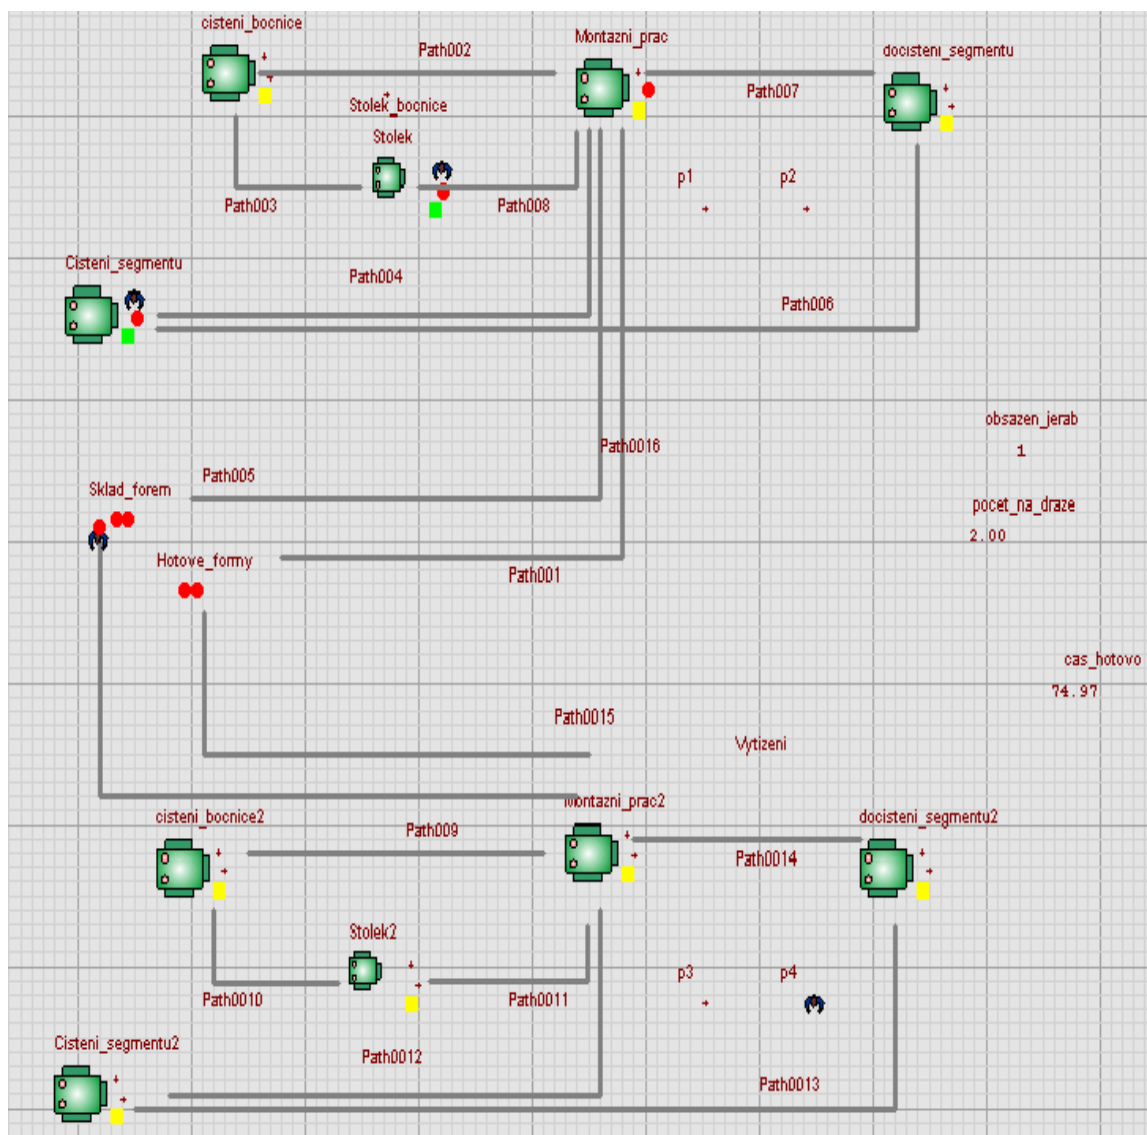 cisteni_bocnice
Path002
Montazni_prac
docisteni_segmentu
Path007
Stolek_bocnice
Stolek
p1
p2
Path003
Path008
Cisteni_segmentu
Path004
Path006
obsazen_jerab
1
Path0016
Path005
Sklad_forem
pocet_na_draze
2.00
Hotove_formy
Path001
cas_hotovo
74.97
Path0015
Vytizeni
cisteni_bocnice2
Path009
Montazni_prac2
docisteni_segmentu2
Path0014
Stolek2
p3
p4
Path0010
Path0011
Cisteni_segmentu2
Path0012
Path0013